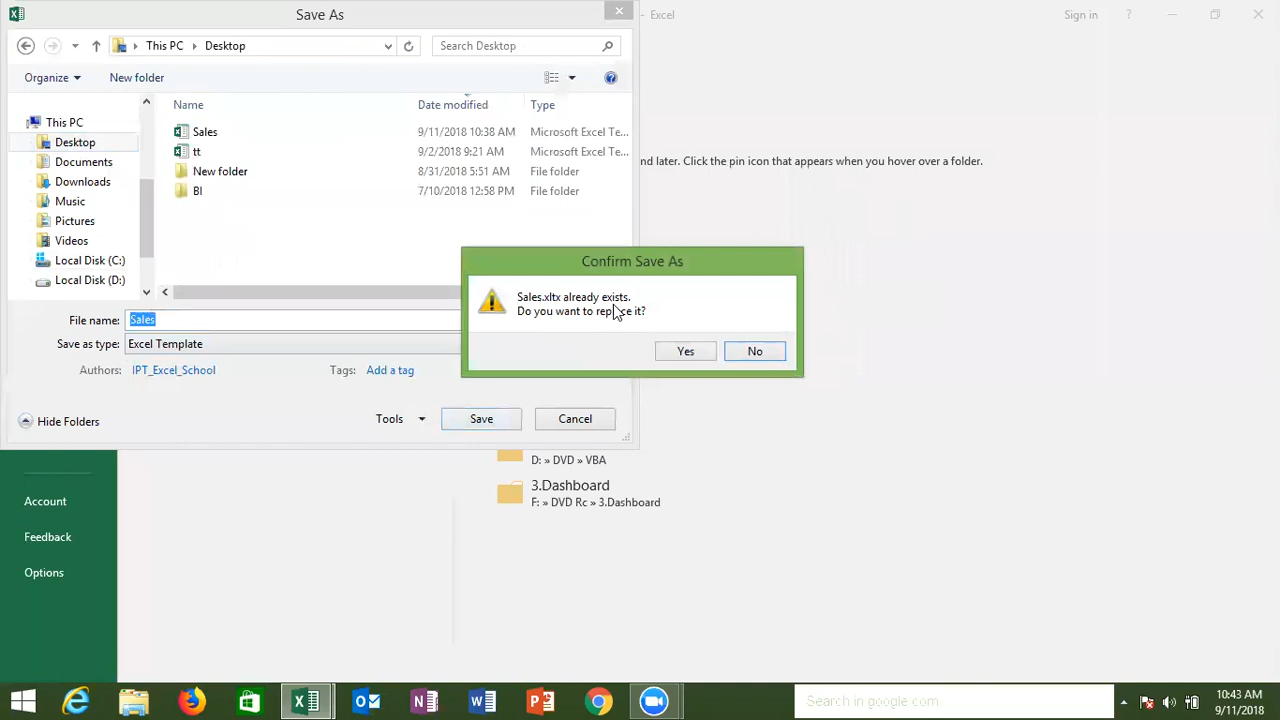 Save As
- Excel
Sign in
?
This PC
Desktop
Search Desktop
Organize
New folder
Name
Date modified
Type
This PC
Desktop
Documents
Downloads
Music
Pictures
Videos
Local Disk (C:)
Local Disk (D:)
Sales 9/11/2018 10:38 AM Microsoft Excel Te...
tt 9/2/2018 9:21 AM Microsoft Excel Te...
New folder 8/31/2018 5:51 AM File folder
BI 7/10/2018 12:58 PM File folder
nd later. Click the pin icon that appears when you hover over a folder.
Confirm Save As
Sales.xltx already exists.
Do you want to replace it?
Yes
No
File name: Sales
Save as type: Excel Template
Authors: IPT_Excel_School
Tags: Add a tag
Hide Folders
Tools
Save
Cancel
D: » DVD » VBA
3.Dashboard
F: » DVD Rc » 3.Dashboard
Account
Feedback
Options
Search in google.com
10:43 AM
9/11/2018